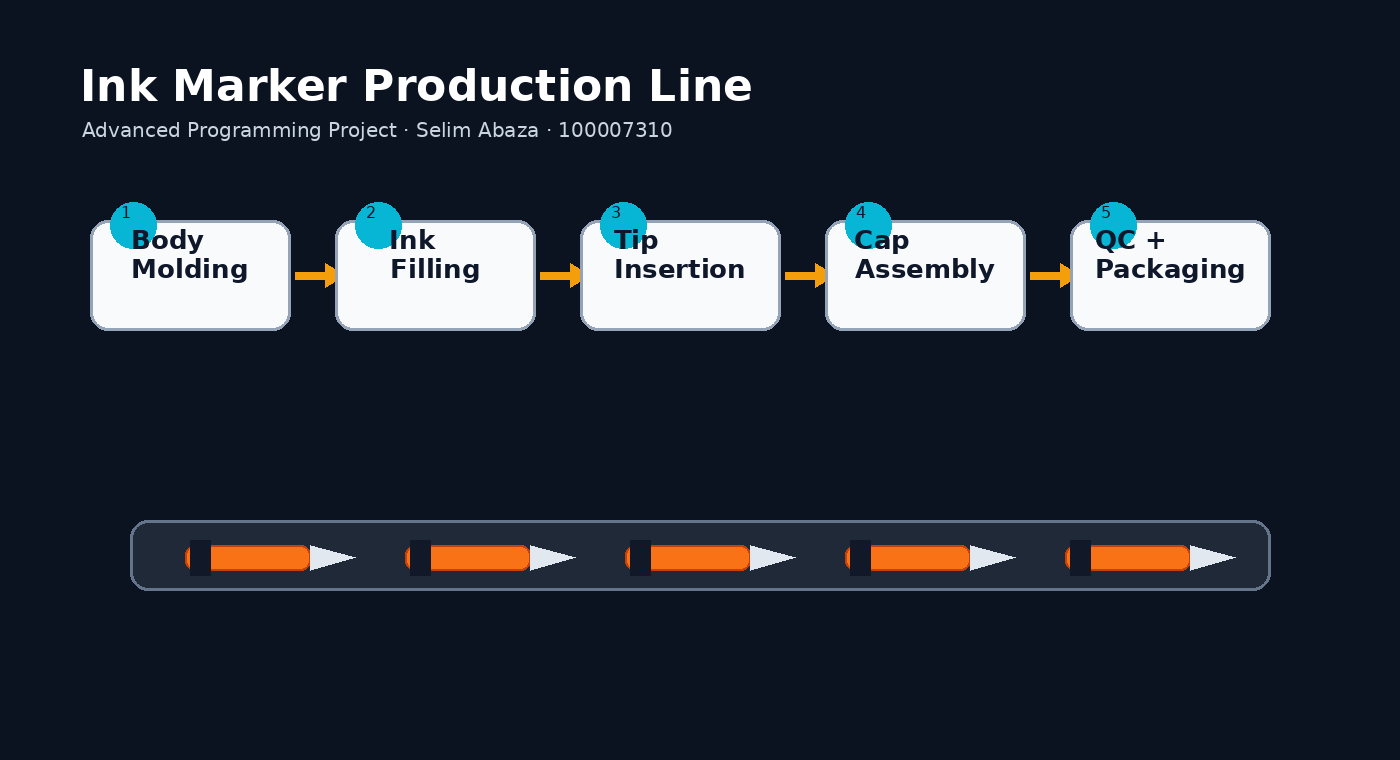 Ink Marker Production Line
Advanced Programming Project · Selim Abaza · 100007310
1
Body
Molding
2
Ink
Filling
3
Tip
Insertion
4
Cap
Assembly
5
QC +
Packaging